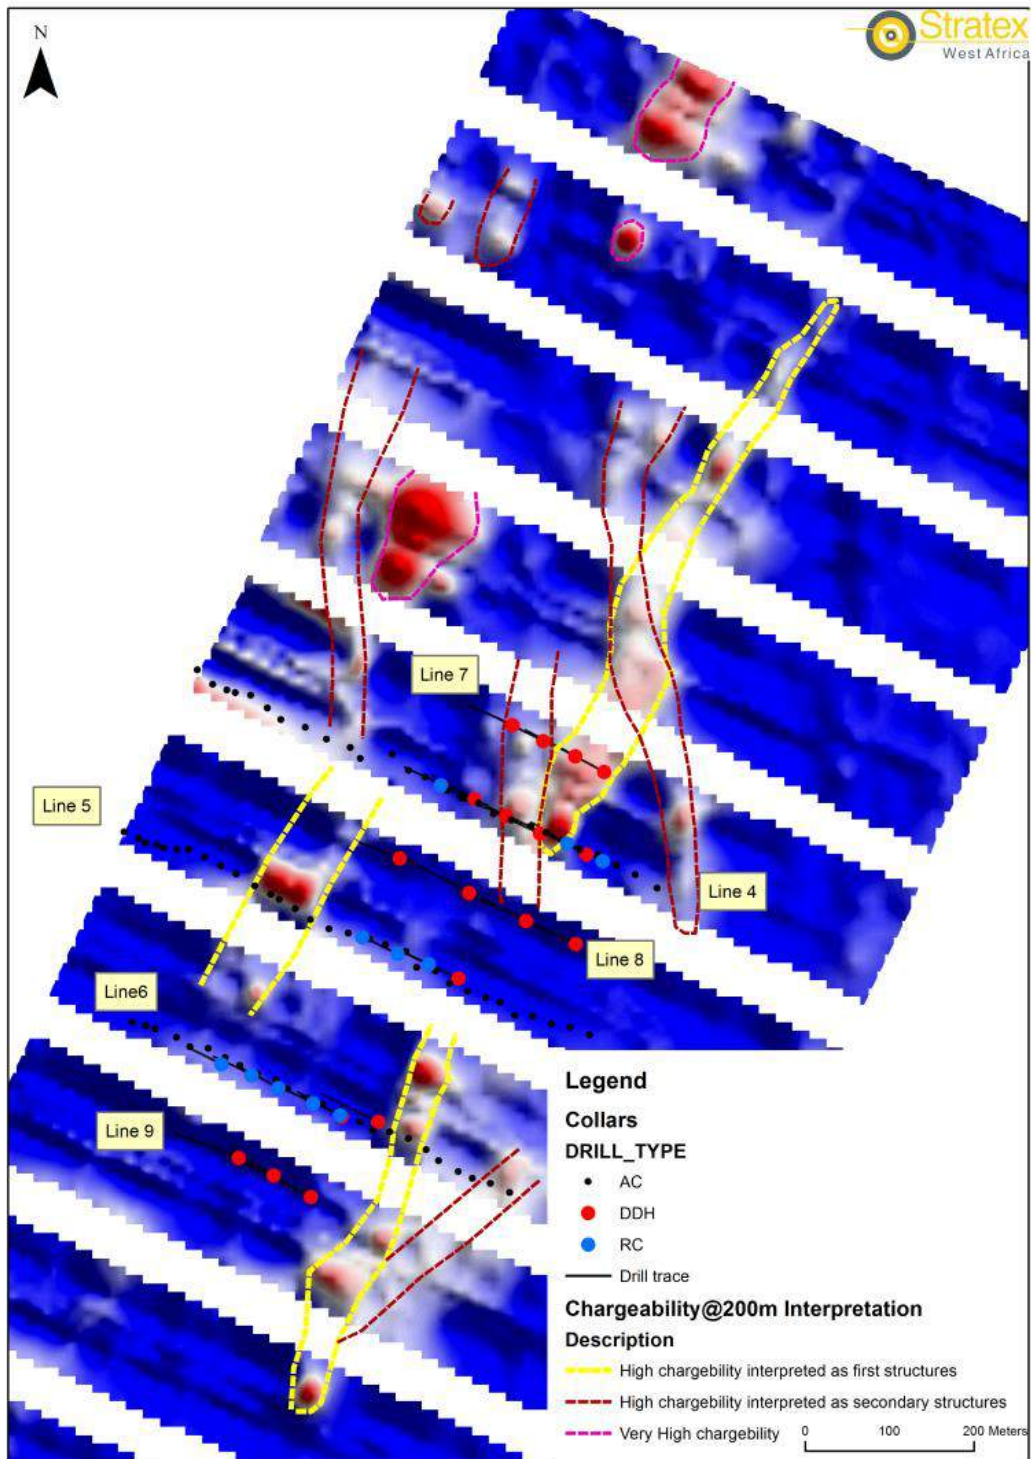 N
Stratex
West Africa
Line 7
Line 5
Line 4
Line 8
Line6
Line 9
Legend
Collars
DRILL_TYPE
AC
DDH
RC
Drill trace
Chargeability@200m Interpretation
Description
High chargebility interpreted as first structures
High chargebility interpreted as secondary structures
Very High chargebility
0 100 200 Meters